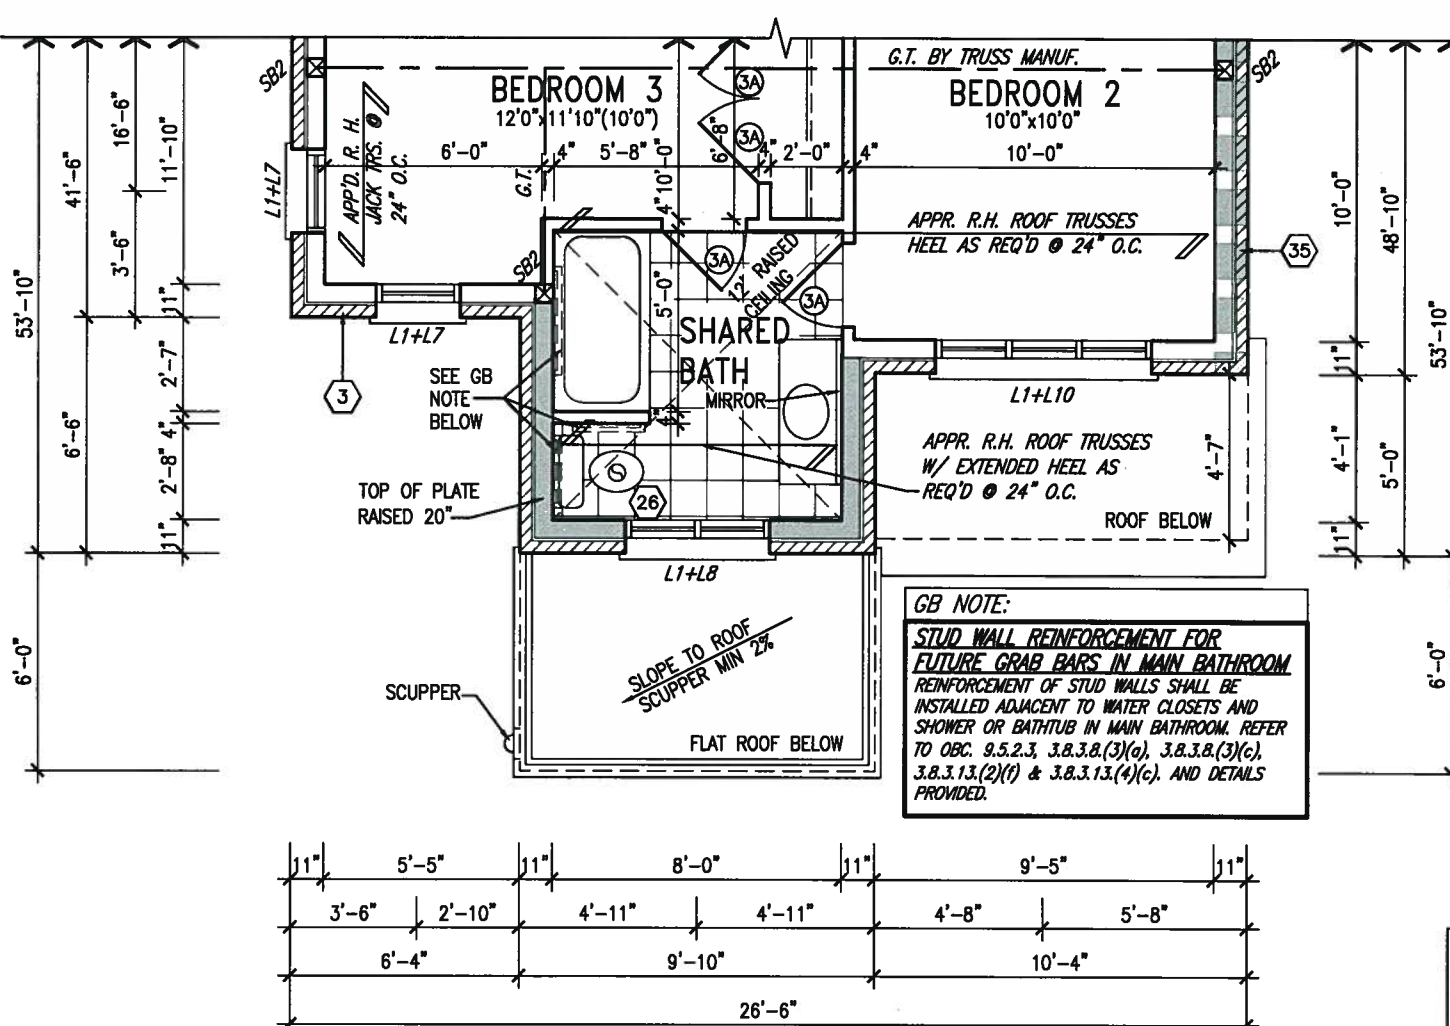 G.T. BY TRUSS MANUF.
SB2
SB2
BEDROOM 3
12'0"x11'10"(10'0")
BEDROOM 2
10'0"x10'0"
3A
3A
6'-8"
6'-0"
4"
5'-8"
10'-0"
4"
4"
2'-0"
4"
10'-0"
16'-6"
11'-10"
41'-6"
3'-6"
11"
53'-10"
2'-7"
4"
6'-6"
2'-8"
11"
6'-0"
L1+L7
APP'D. R. H.
JACK TRS. @
24" O.C.
G.T.
APPR. R.H. ROOF TRUSSES
HEEL AS REQ'D @ 24" O.C.
35
10'-0"
48'-10"
53'-10"
11"
4'-1"
5'-0"
11"
6'-0"
SB2
3A
12' RAISED
CEILING
3A
5'-0"
SHARED
BATH
MIRROR
4"
L1+L7
3
SEE GB
NOTE
BELOW
L1+L10
APPR. R.H. ROOF TRUSSES
W/ EXTENDED HEEL AS
REQ'D @ 24" O.C.
4'-7"
ROOF BELOW
TOP OF PLATE
RAISED 20"
26
L1+L8
SLOPE TO ROOF
SCUPPER MIN 2%
SCUPPER
FLAT ROOF BELOW
GB NOTE:
STUD WALL REINFORCEMENT FOR
FUTURE GRAB BARS IN MAIN BATHROOM
REINFORCEMENT OF STUD WALLS SHALL BE
INSTALLED ADJACENT TO WATER CLOSETS AND
SHOWER OR BATHTUB IN MAIN BATHROOM. REFER
TO OBC. 9.5.2.3, 3.8.3.8.(3)(a), 3.8.3.8.(3)(c),
3.8.3.13.(2)(f) & 3.8.3.13.(4)(c). AND DETAILS
PROVIDED.
11" 5'-5" 11" 8'-0" 11" 9'-5" 11"
3'-6" 2'-10" 4'-11" 4'-11" 4'-8" 5'-8"
6'-4" 9'-10" 10'-4"
26'-6"